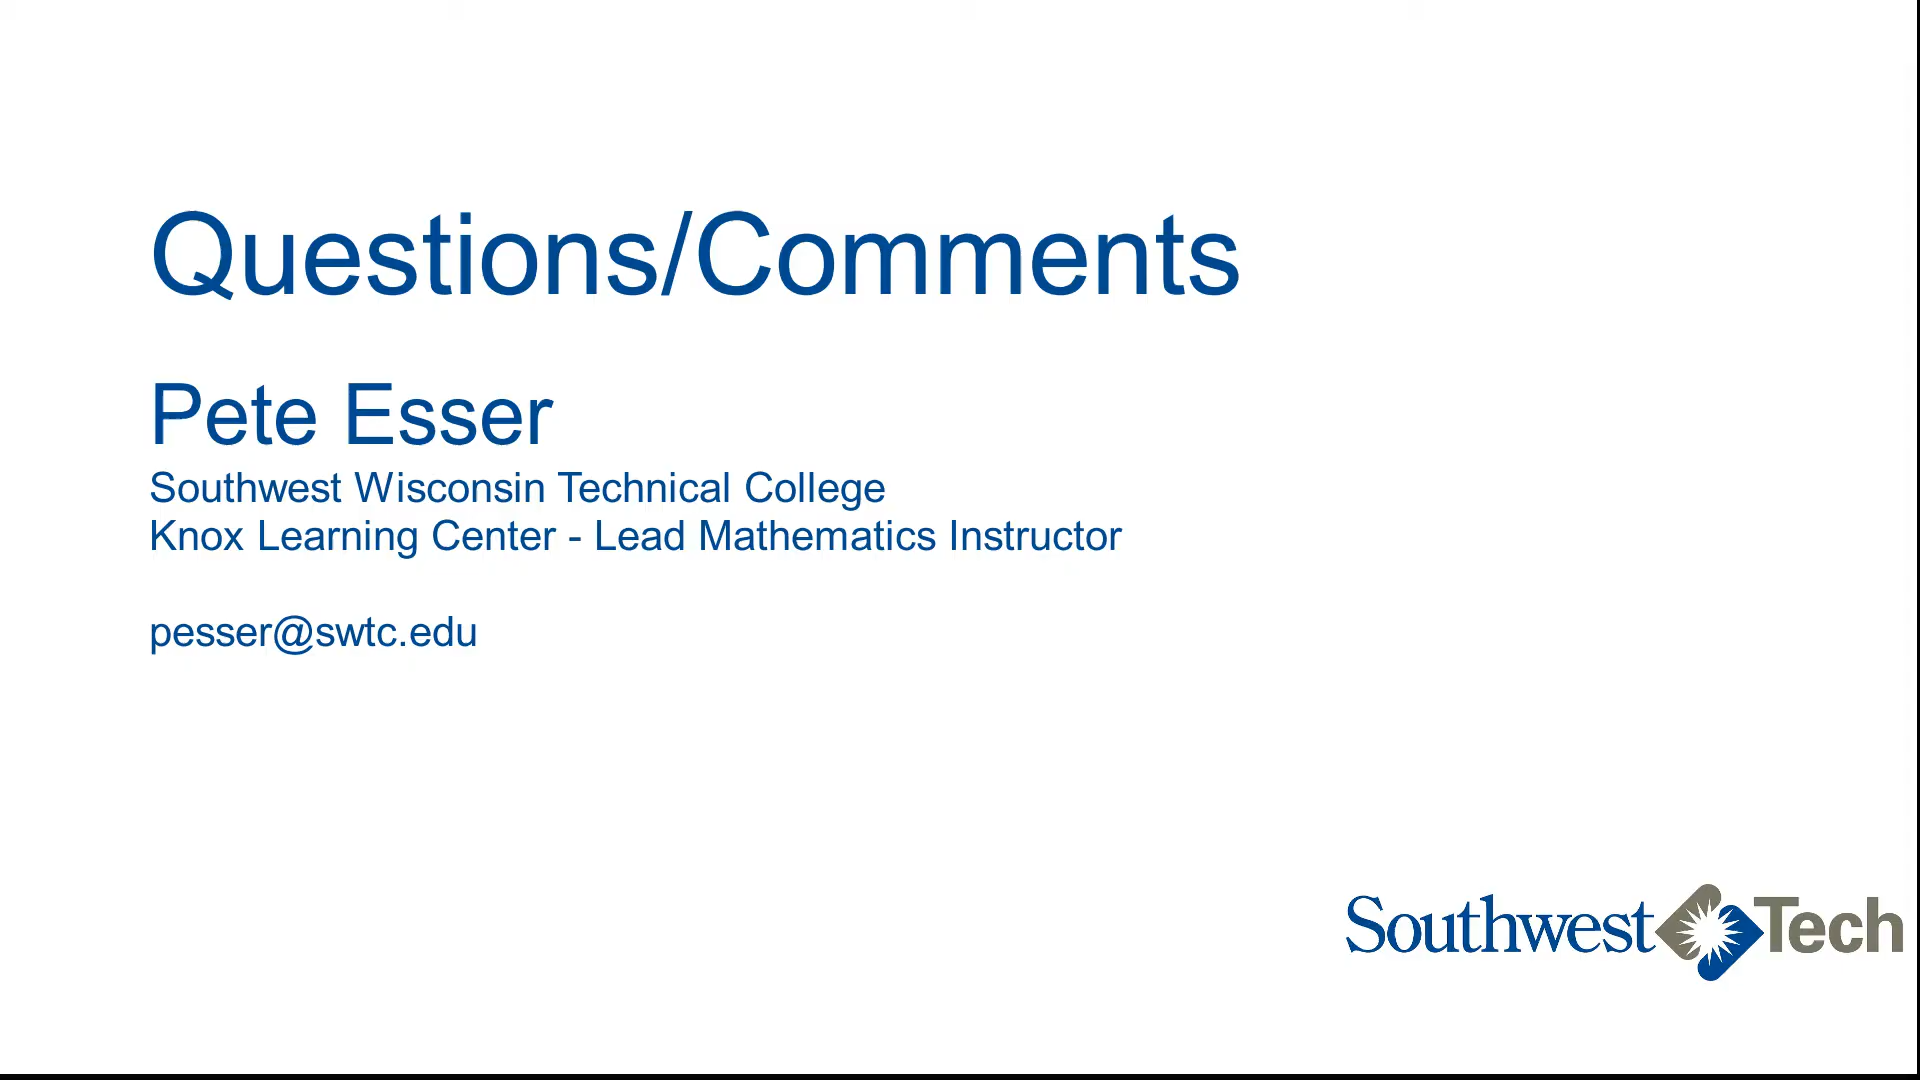 Questions/Comments
Pete Esser
Southwest Wisconsin Technical College
Knox Learning Center - Lead Mathematics Instructor
pesser@swtc.edu
Southwest Tech